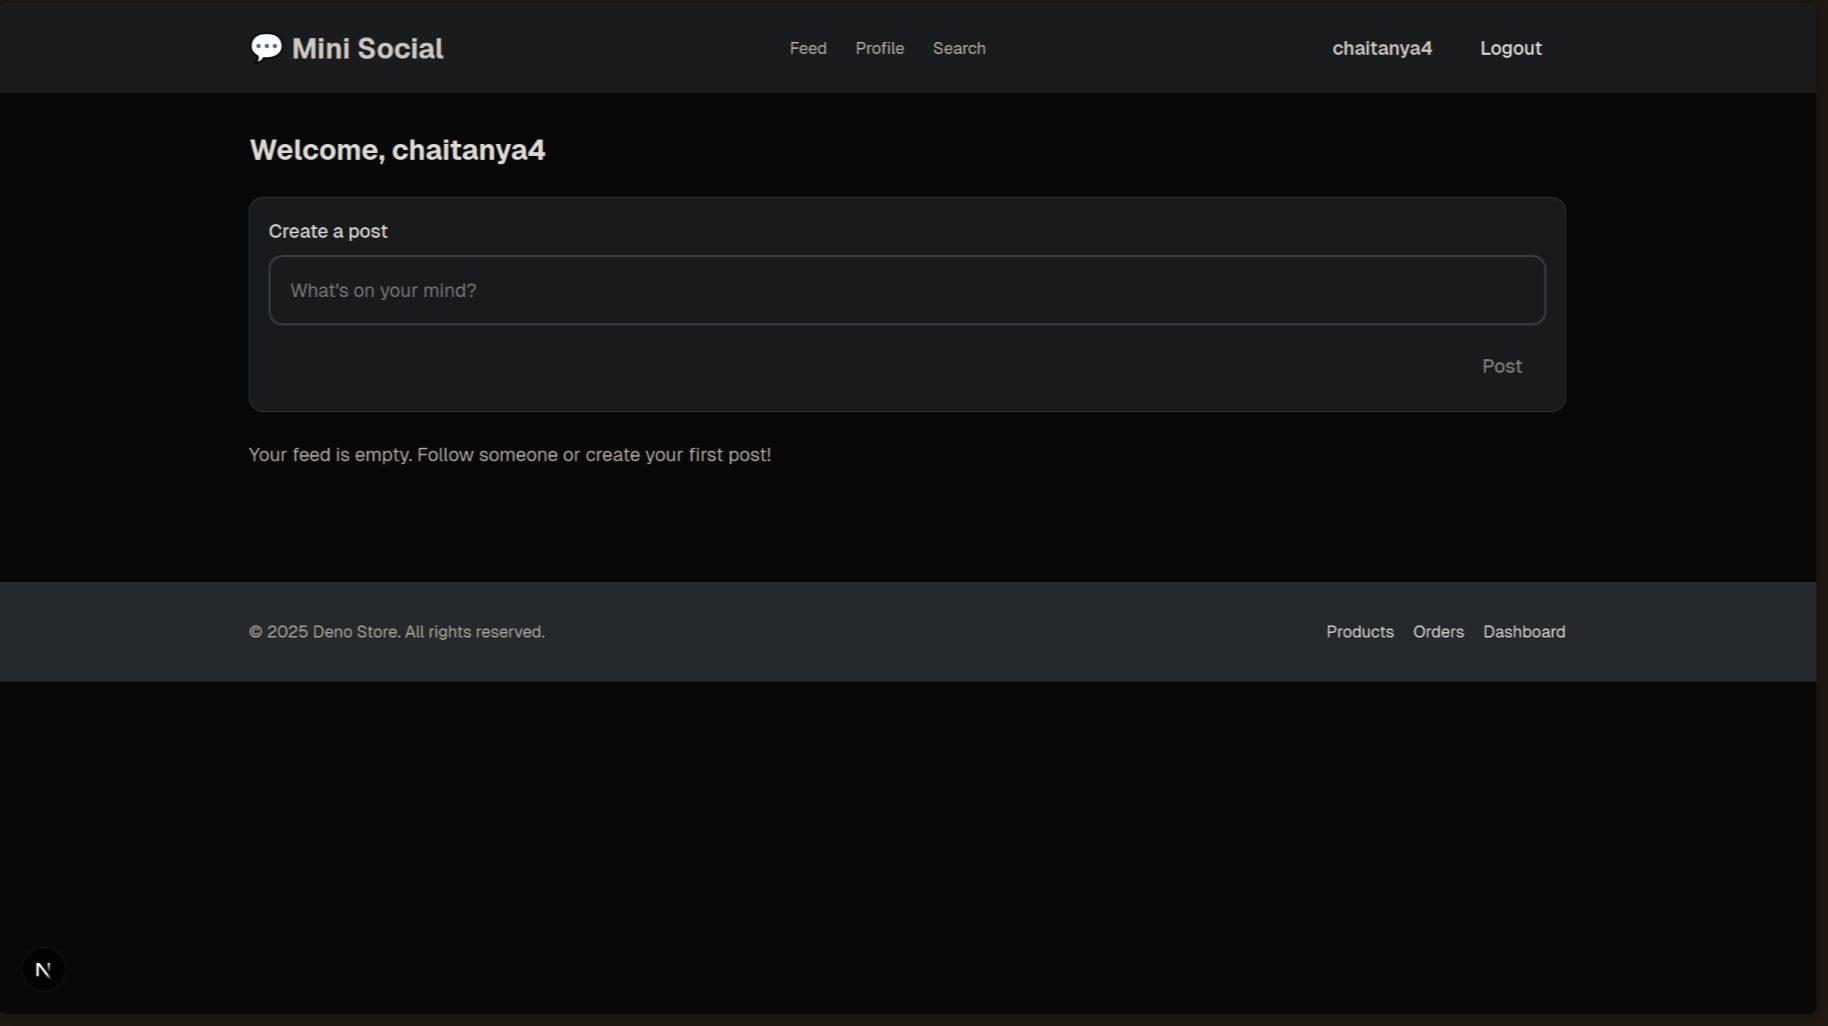 💬 Mini Social
Feed Profile Search
chaitanya4 Logout
Welcome, chaitanya4
Create a post
What's on your mind?
Post
Your feed is empty. Follow someone or create your first post!
© 2025 Deno Store. All rights reserved.
Products Orders Dashboard
N